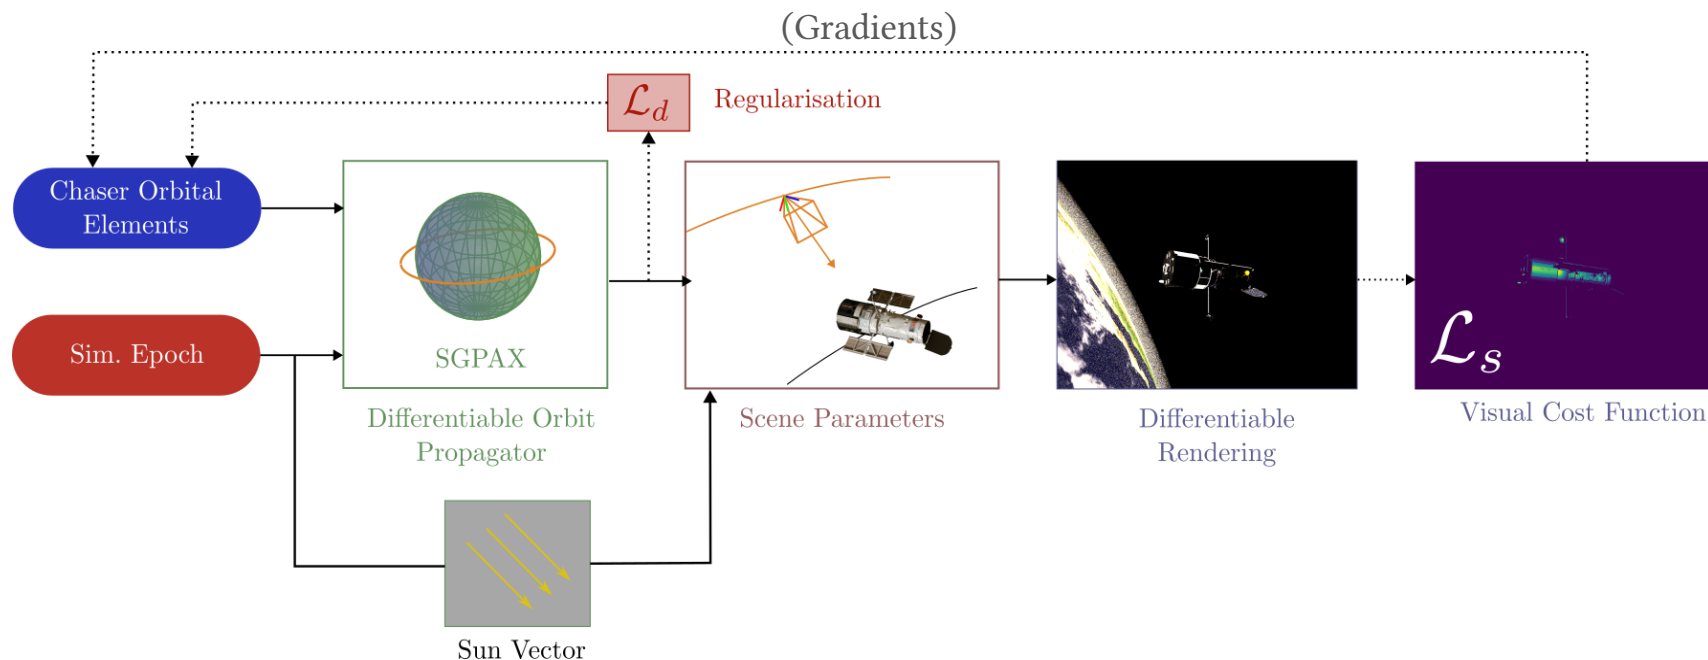 (Gradients)
ℒd
Regularisation
Chaser Orbital
Elements
Sim. Epoch
SGPAX
Differentiable Orbit
Propagator
Scene Parameters
Differentiable
Rendering
ℒs
Visual Cost Function
Sun Vector